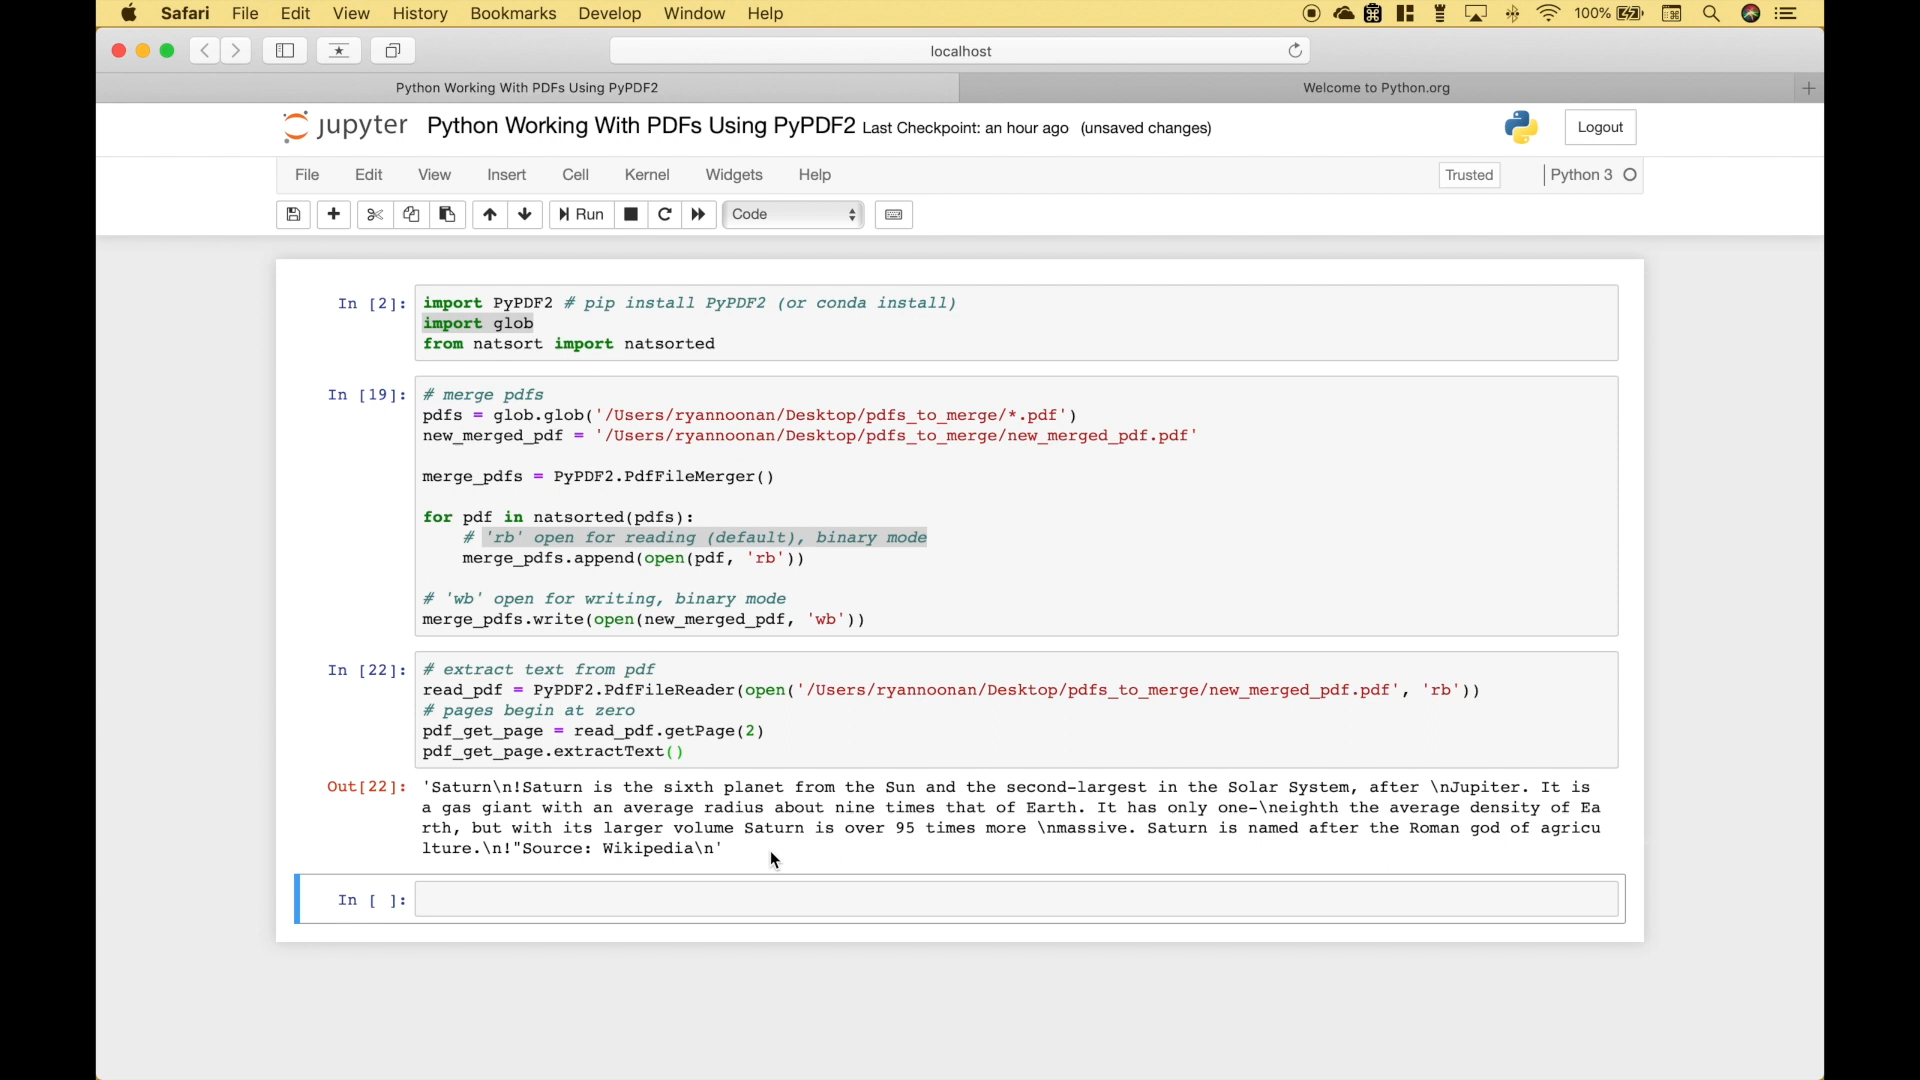 Safari File Edit View History Bookmarks Develop Window Help 100%
localhost
Python Working With PDFs Using PyPDF2 Welcome to Python.org
jupyter Python Working With PDFs Using PyPDF2 Last Checkpoint: an hour ago (unsaved changes) Logout
File Edit View Insert Cell Kernel Widgets Help Trusted Python 3
Run Code
In [2]: import PyPDF2 # pip install PyPDF2 (or conda install)
import glob
from natsort import natsorted
In [19]: # merge pdfs
pdfs = glob.glob('/Users/ryannoonan/Desktop/pdfs_to_merge/*.pdf')
new_merged_pdf = '/Users/ryannoonan/Desktop/pdfs_to_merge/new_merged_pdf.pdf'
merge_pdfs = PyPDF2.PdfFileMerger()
for pdf in natsorted(pdfs):
# 'rb' open for reading (default), binary mode
merge_pdfs.append(open(pdf, 'rb'))
# 'wb' open for writing, binary mode
merge_pdfs.write(open(new_merged_pdf, 'wb'))
In [22]: # extract text from pdf
read_pdf = PyPDF2.PdfFileReader(open('/Users/ryannoonan/Desktop/pdfs_to_merge/new_merged_pdf.pdf', 'rb'))
# pages begin at zero
pdf_get_page = read_pdf.getPage(2)
pdf_get_page.extractText()
Out[22]: 'Saturn\n!Saturn is the sixth planet from the Sun and the second-largest in the Solar System, after \nJupiter. It is
a gas giant with an average radius about nine times that of Earth. It has only one-\neighth the average density of Ea
rth, but with its larger volume Saturn is over 95 times more \nmassive. Saturn is named after the Roman god of agricu
lture.\n!"Source: Wikipedia\n'
In [ ]: